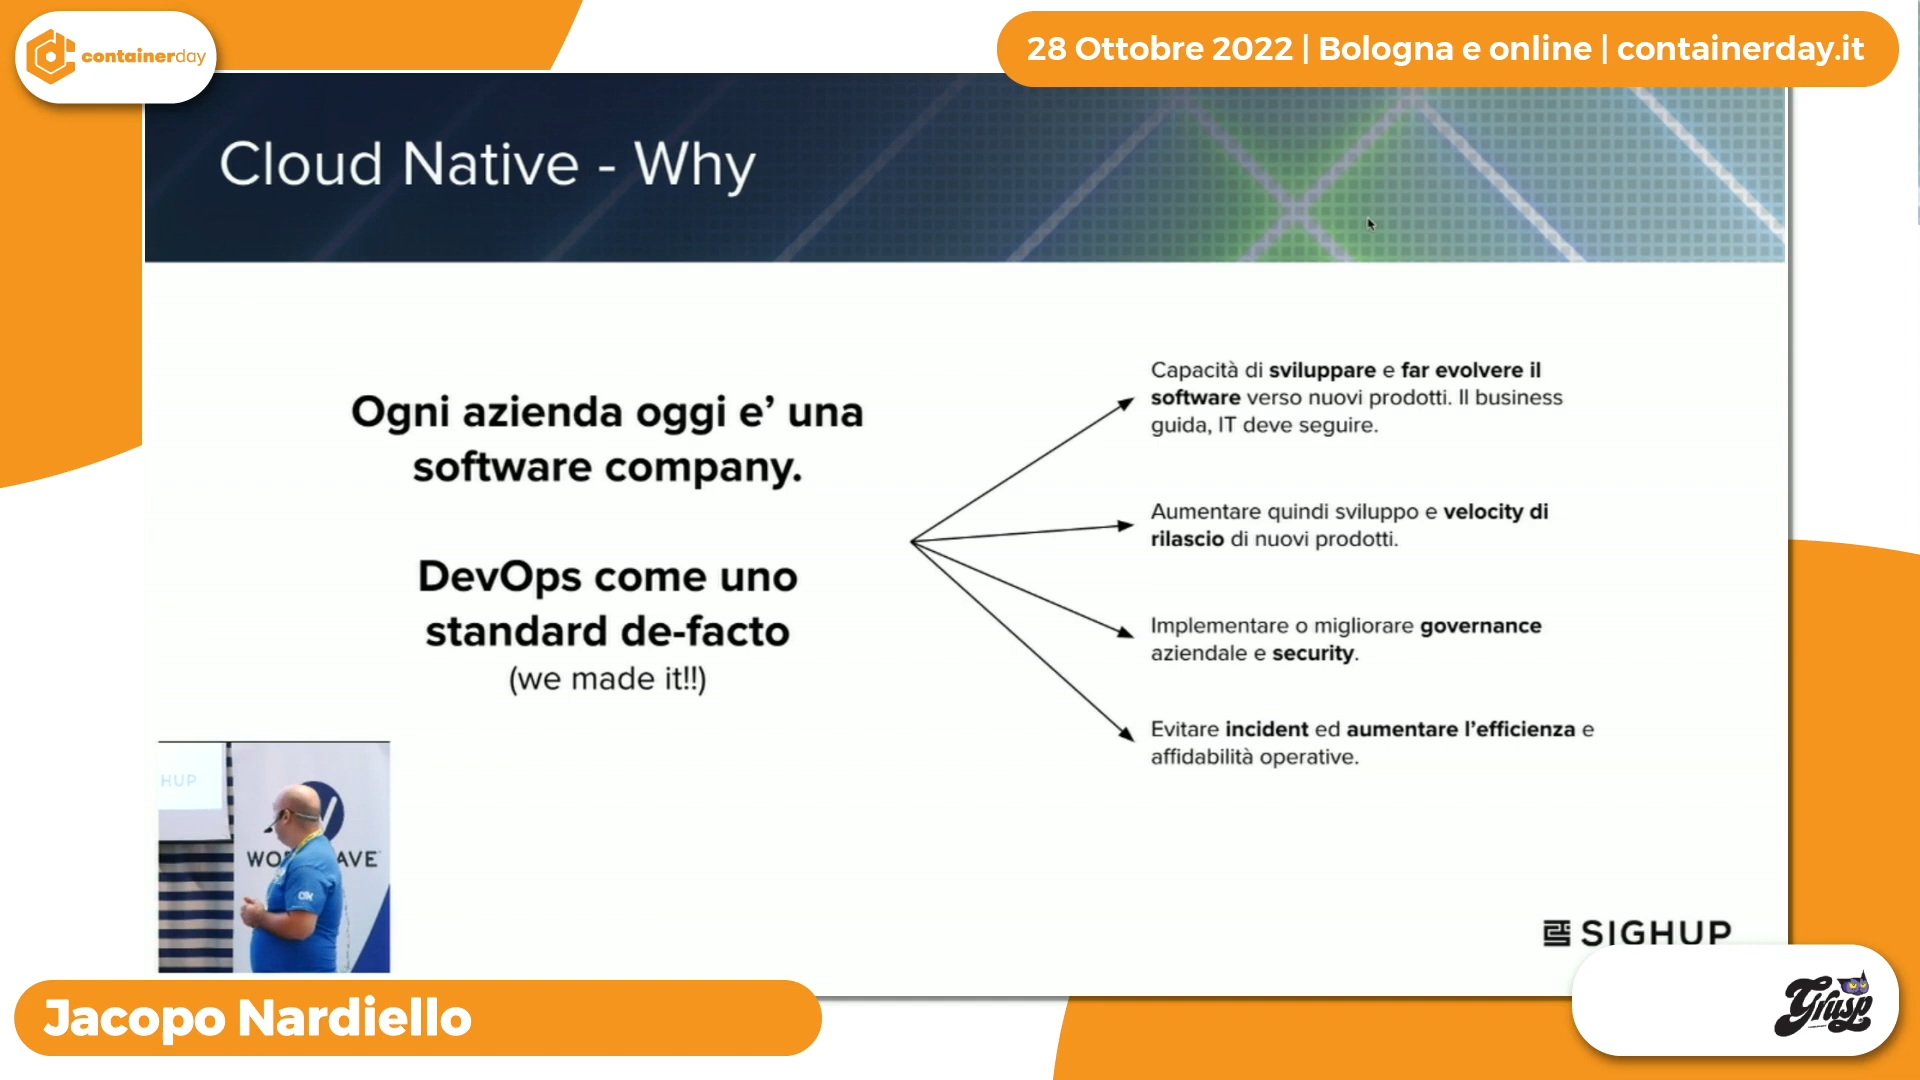 containerday
28 Ottobre 2022 | Bologna e online | containerday.it
Cloud Native - Why
Ogni azienda oggi e’ una
software company.
DevOps come uno
standard de-facto
(we made it!!)
Capacità di sviluppare e far evolvere il
software verso nuovi prodotti. Il business
guida, IT deve seguire.
Aumentare quindi sviluppo e velocity di
rilascio di nuovi prodotti.
Implementare o migliorare governance
aziendale e security.
Evitare incident ed aumentare l’efficienza e
affidabilità operative.
HUP
WO AVE
SIGHUP
Jacopo Nardiello
Grusp